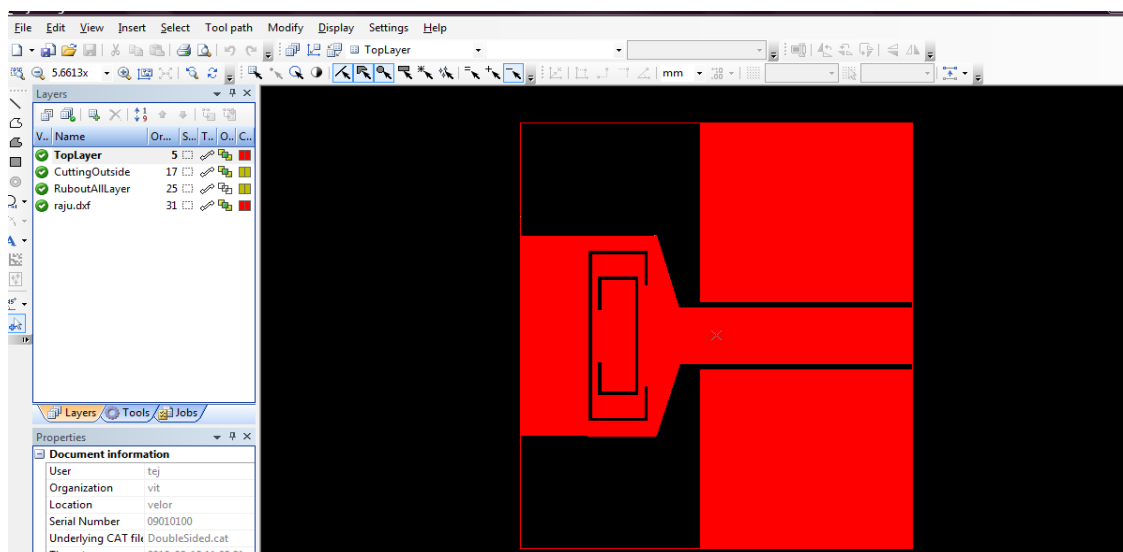 File Edit View Insert Select Tool path Modify Display Settings Help
TopLayer
5.6613x mm
Layers
V.. Name Or... S... T.. O.. C..
TopLayer 5
CuttingOutside 17
RuboutAllLayer 25
raju.dxf 31
Layers Tools Jobs
Properties
Document information
User tej
Organization vit
Location velor
Serial Number 09010100
Underlying CAT file DoubleSided.cat